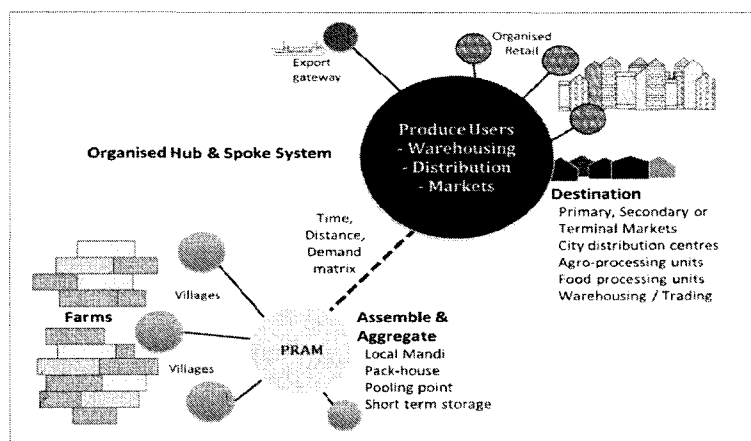 Export
gateway
Organised
Retail
Produce Users
- Warehousing
- Distribution
- Markets
Organised Hub & Spoke System
Destination
Primary, Secondary or
Terminal Markets
City distribution centres
Agro-processing units
Food processing units
Warehousing / Trading
Time,
Distance,
Demand
matrix
Villages
Farms
Villages
PRAM
Assemble &
Aggregate
Local Mandi
Pack-house
Pooling point
Short term storage